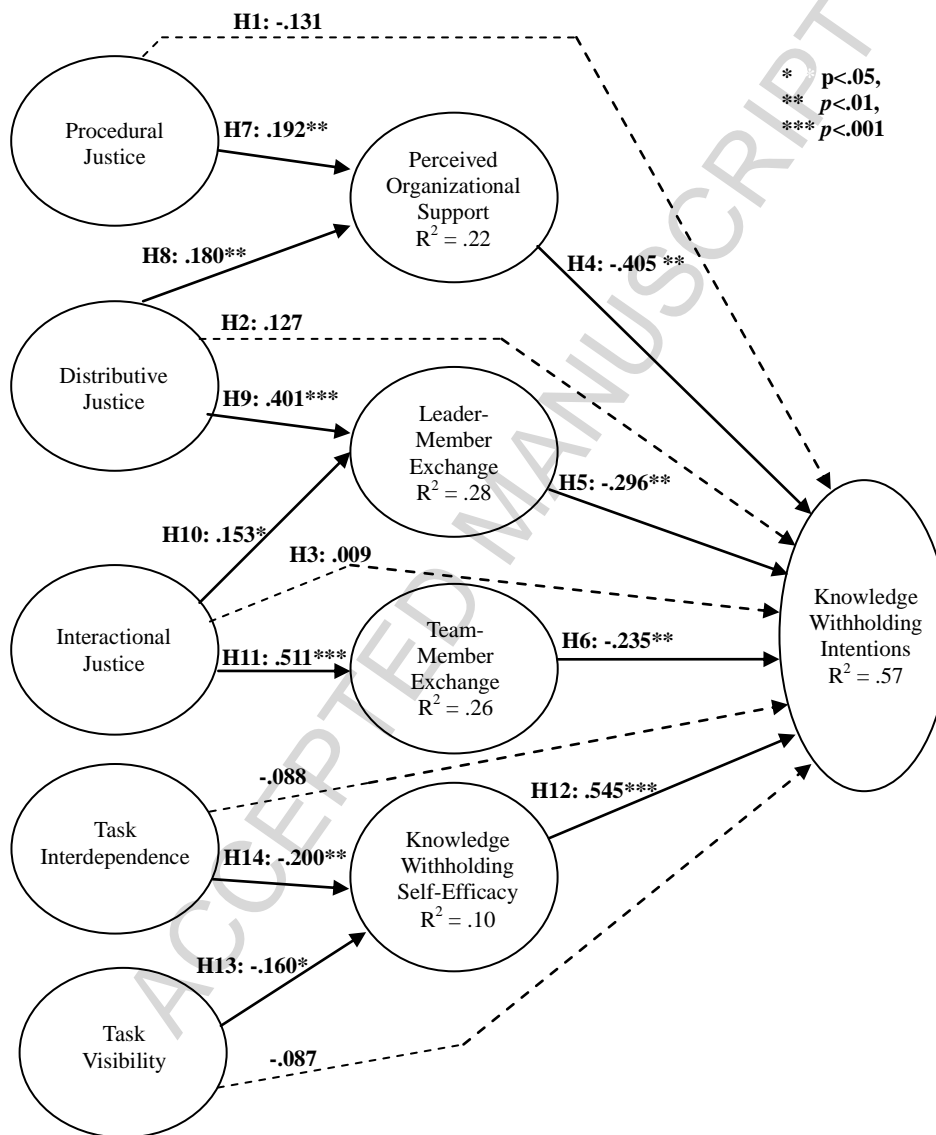 H1: -.131
* p<.05,
** p<.01,
*** p<.001
Procedural
Justice
H7: .192**
Perceived
Organizational
Support
R² = .22
H8: .180**
H4: -.405 **
H2: .127
Distributive
Justice
H9: .401***
Leader-
Member
Exchange
R² = .28
H5: -.296**
H10: .153*
H3: .009
Interactional
Justice
H11: .511***
Team-
Member
Exchange
R² = .26
H6: -.235**
Knowledge
Withholding
Intentions
R² = .57
-.088
H12: .545***
Task
Interdependence
H14: -.200**
Knowledge
Withholding
Self-Efficacy
R² = .10
H13: -.160*
Task
Visibility
-.087
ACCEPTED MANUSCRIPT